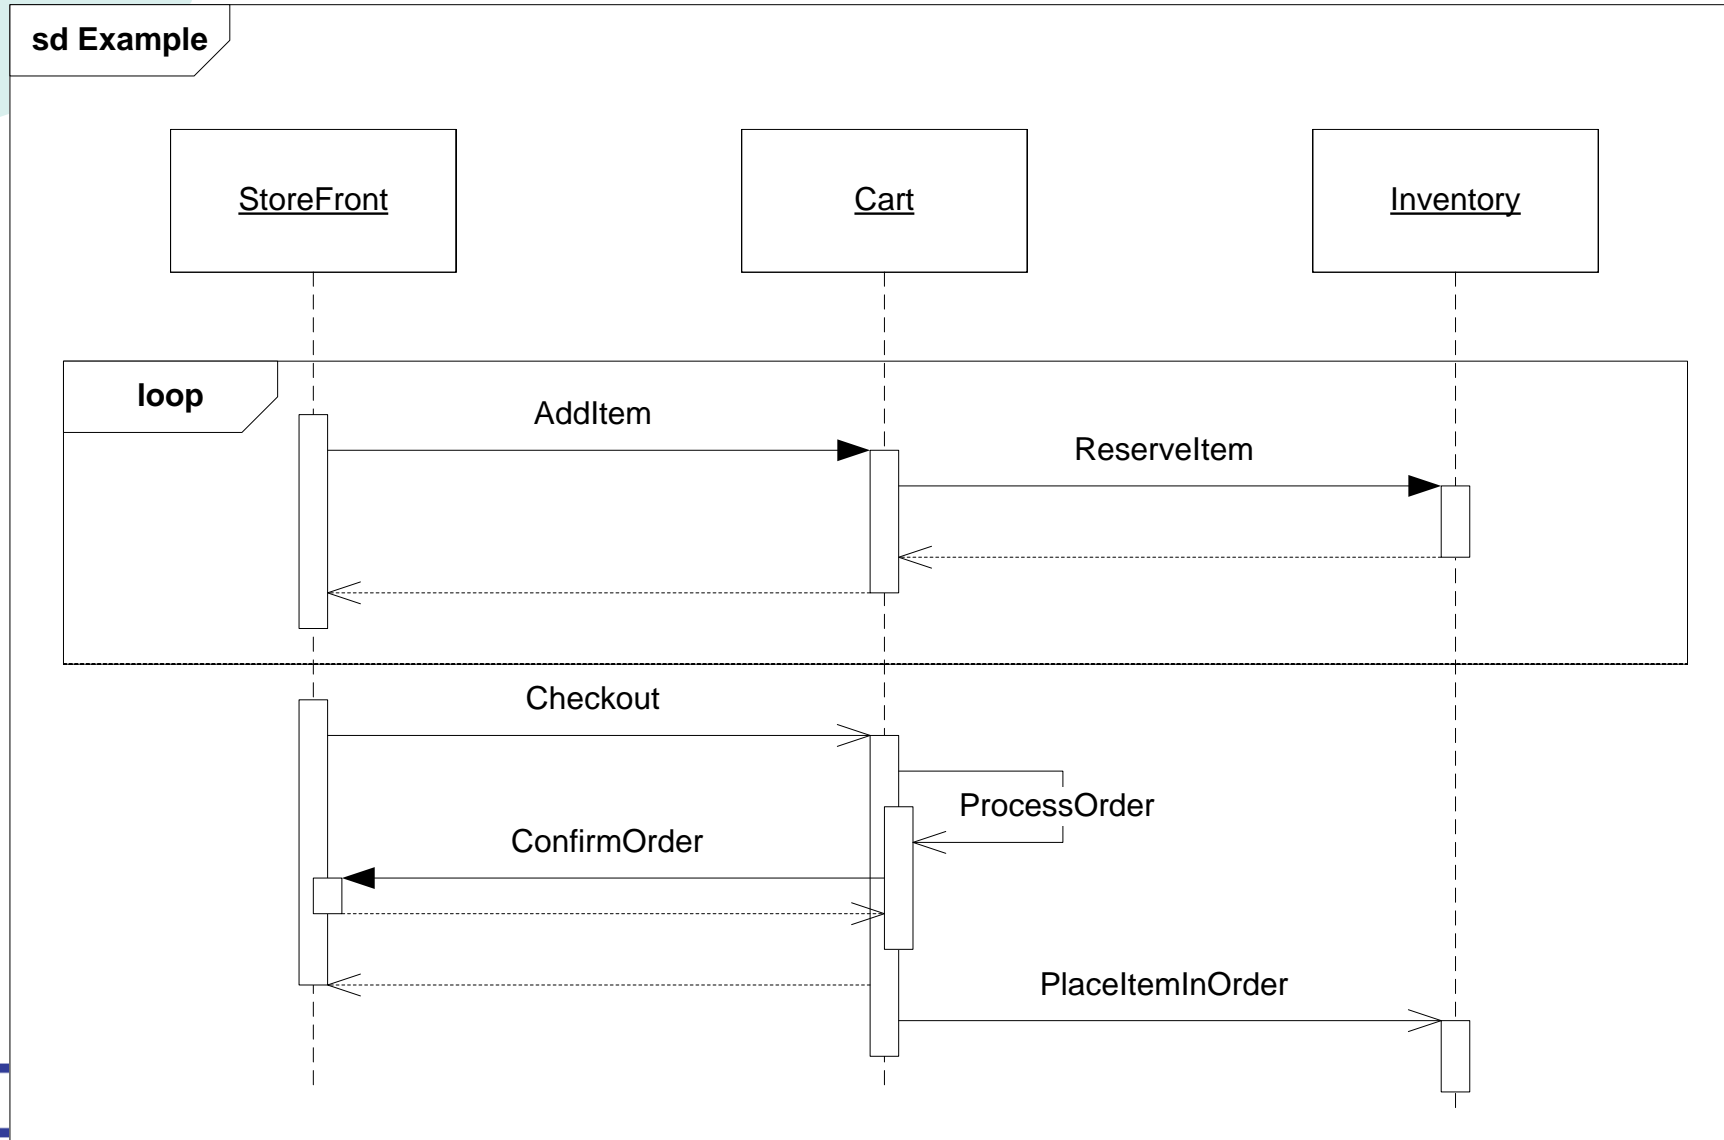 sd Example
StoreFront
Cart
Inventory
loop
AddItem
ReserveItem
Checkout
ProcessOrder
ConfirmOrder
PlaceItemInOrder